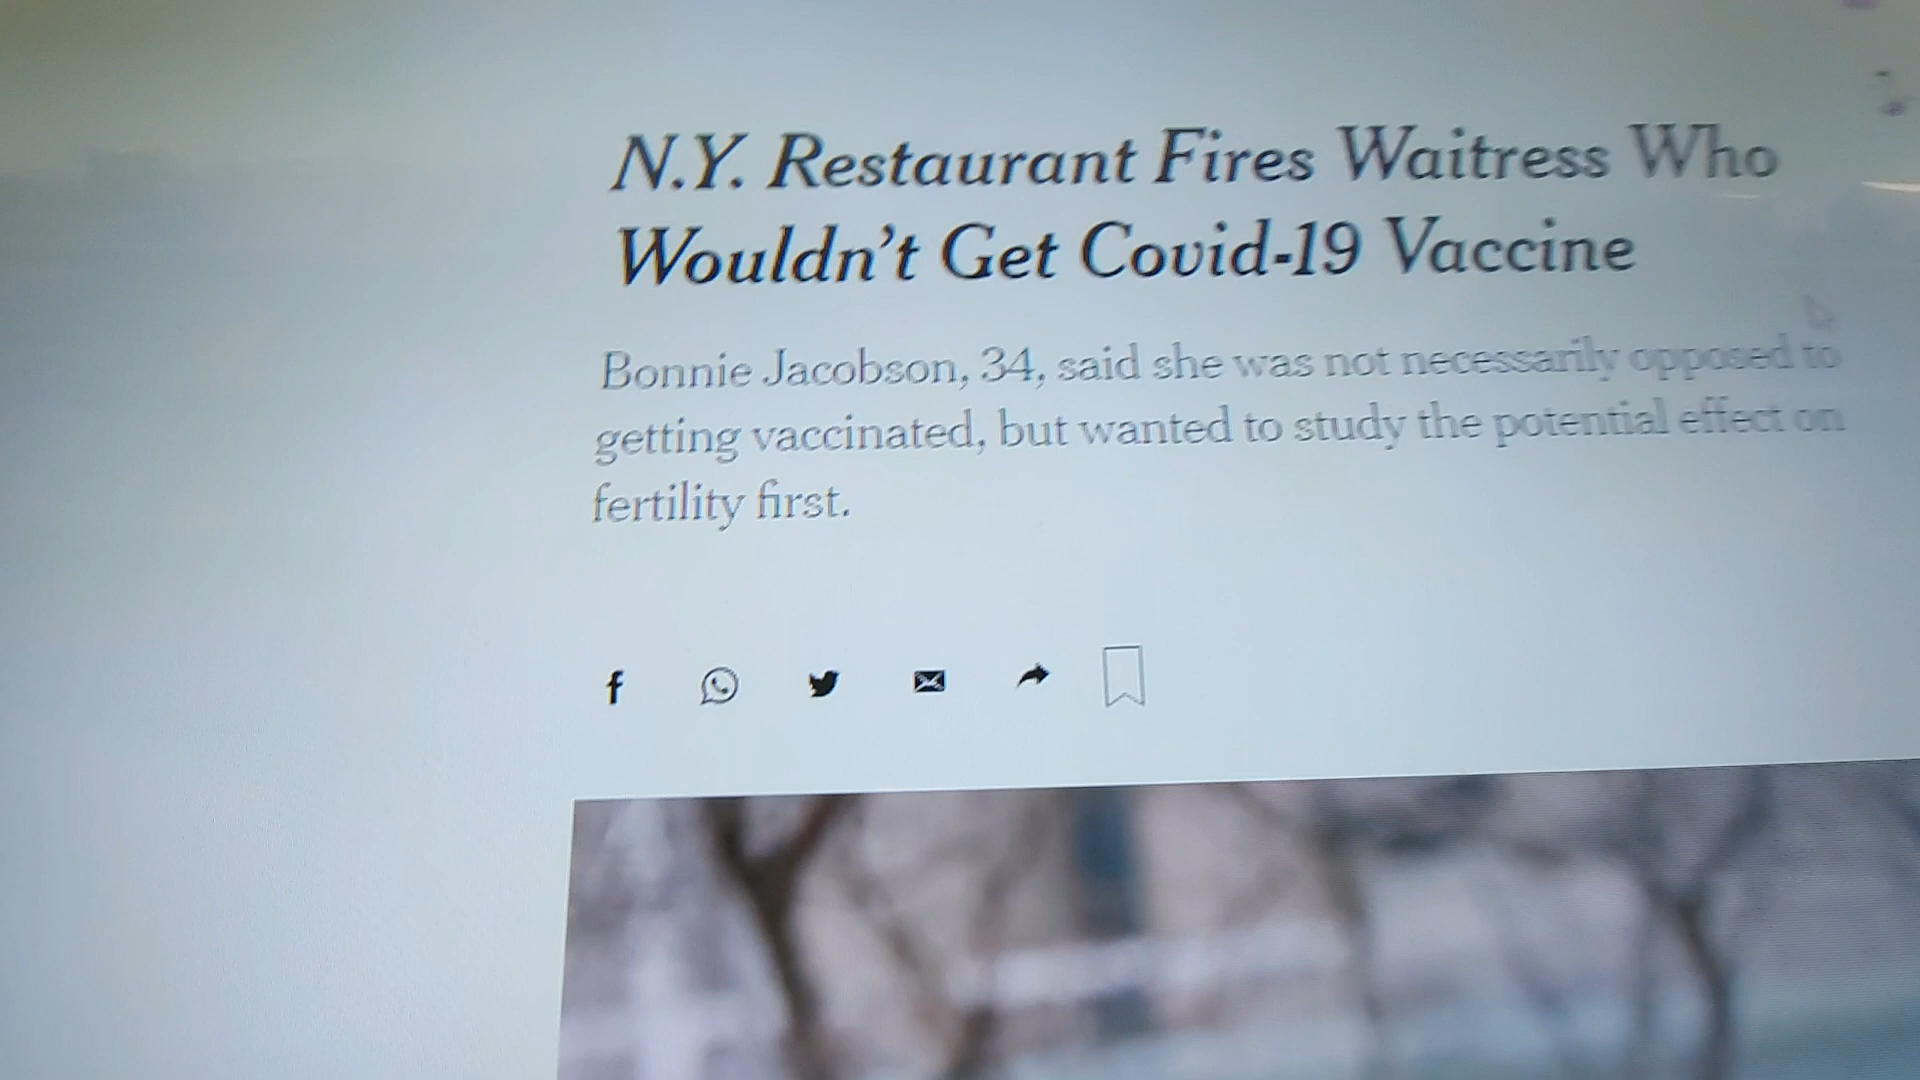 N.Y. Restaurant Fires Waitress Who
Wouldn't Get Covid-19 Vaccine
Bonnie Jacobson, 34, said she was not necessarily opposed to
getting vaccinated, but wanted to study the potential effect on
fertility first.